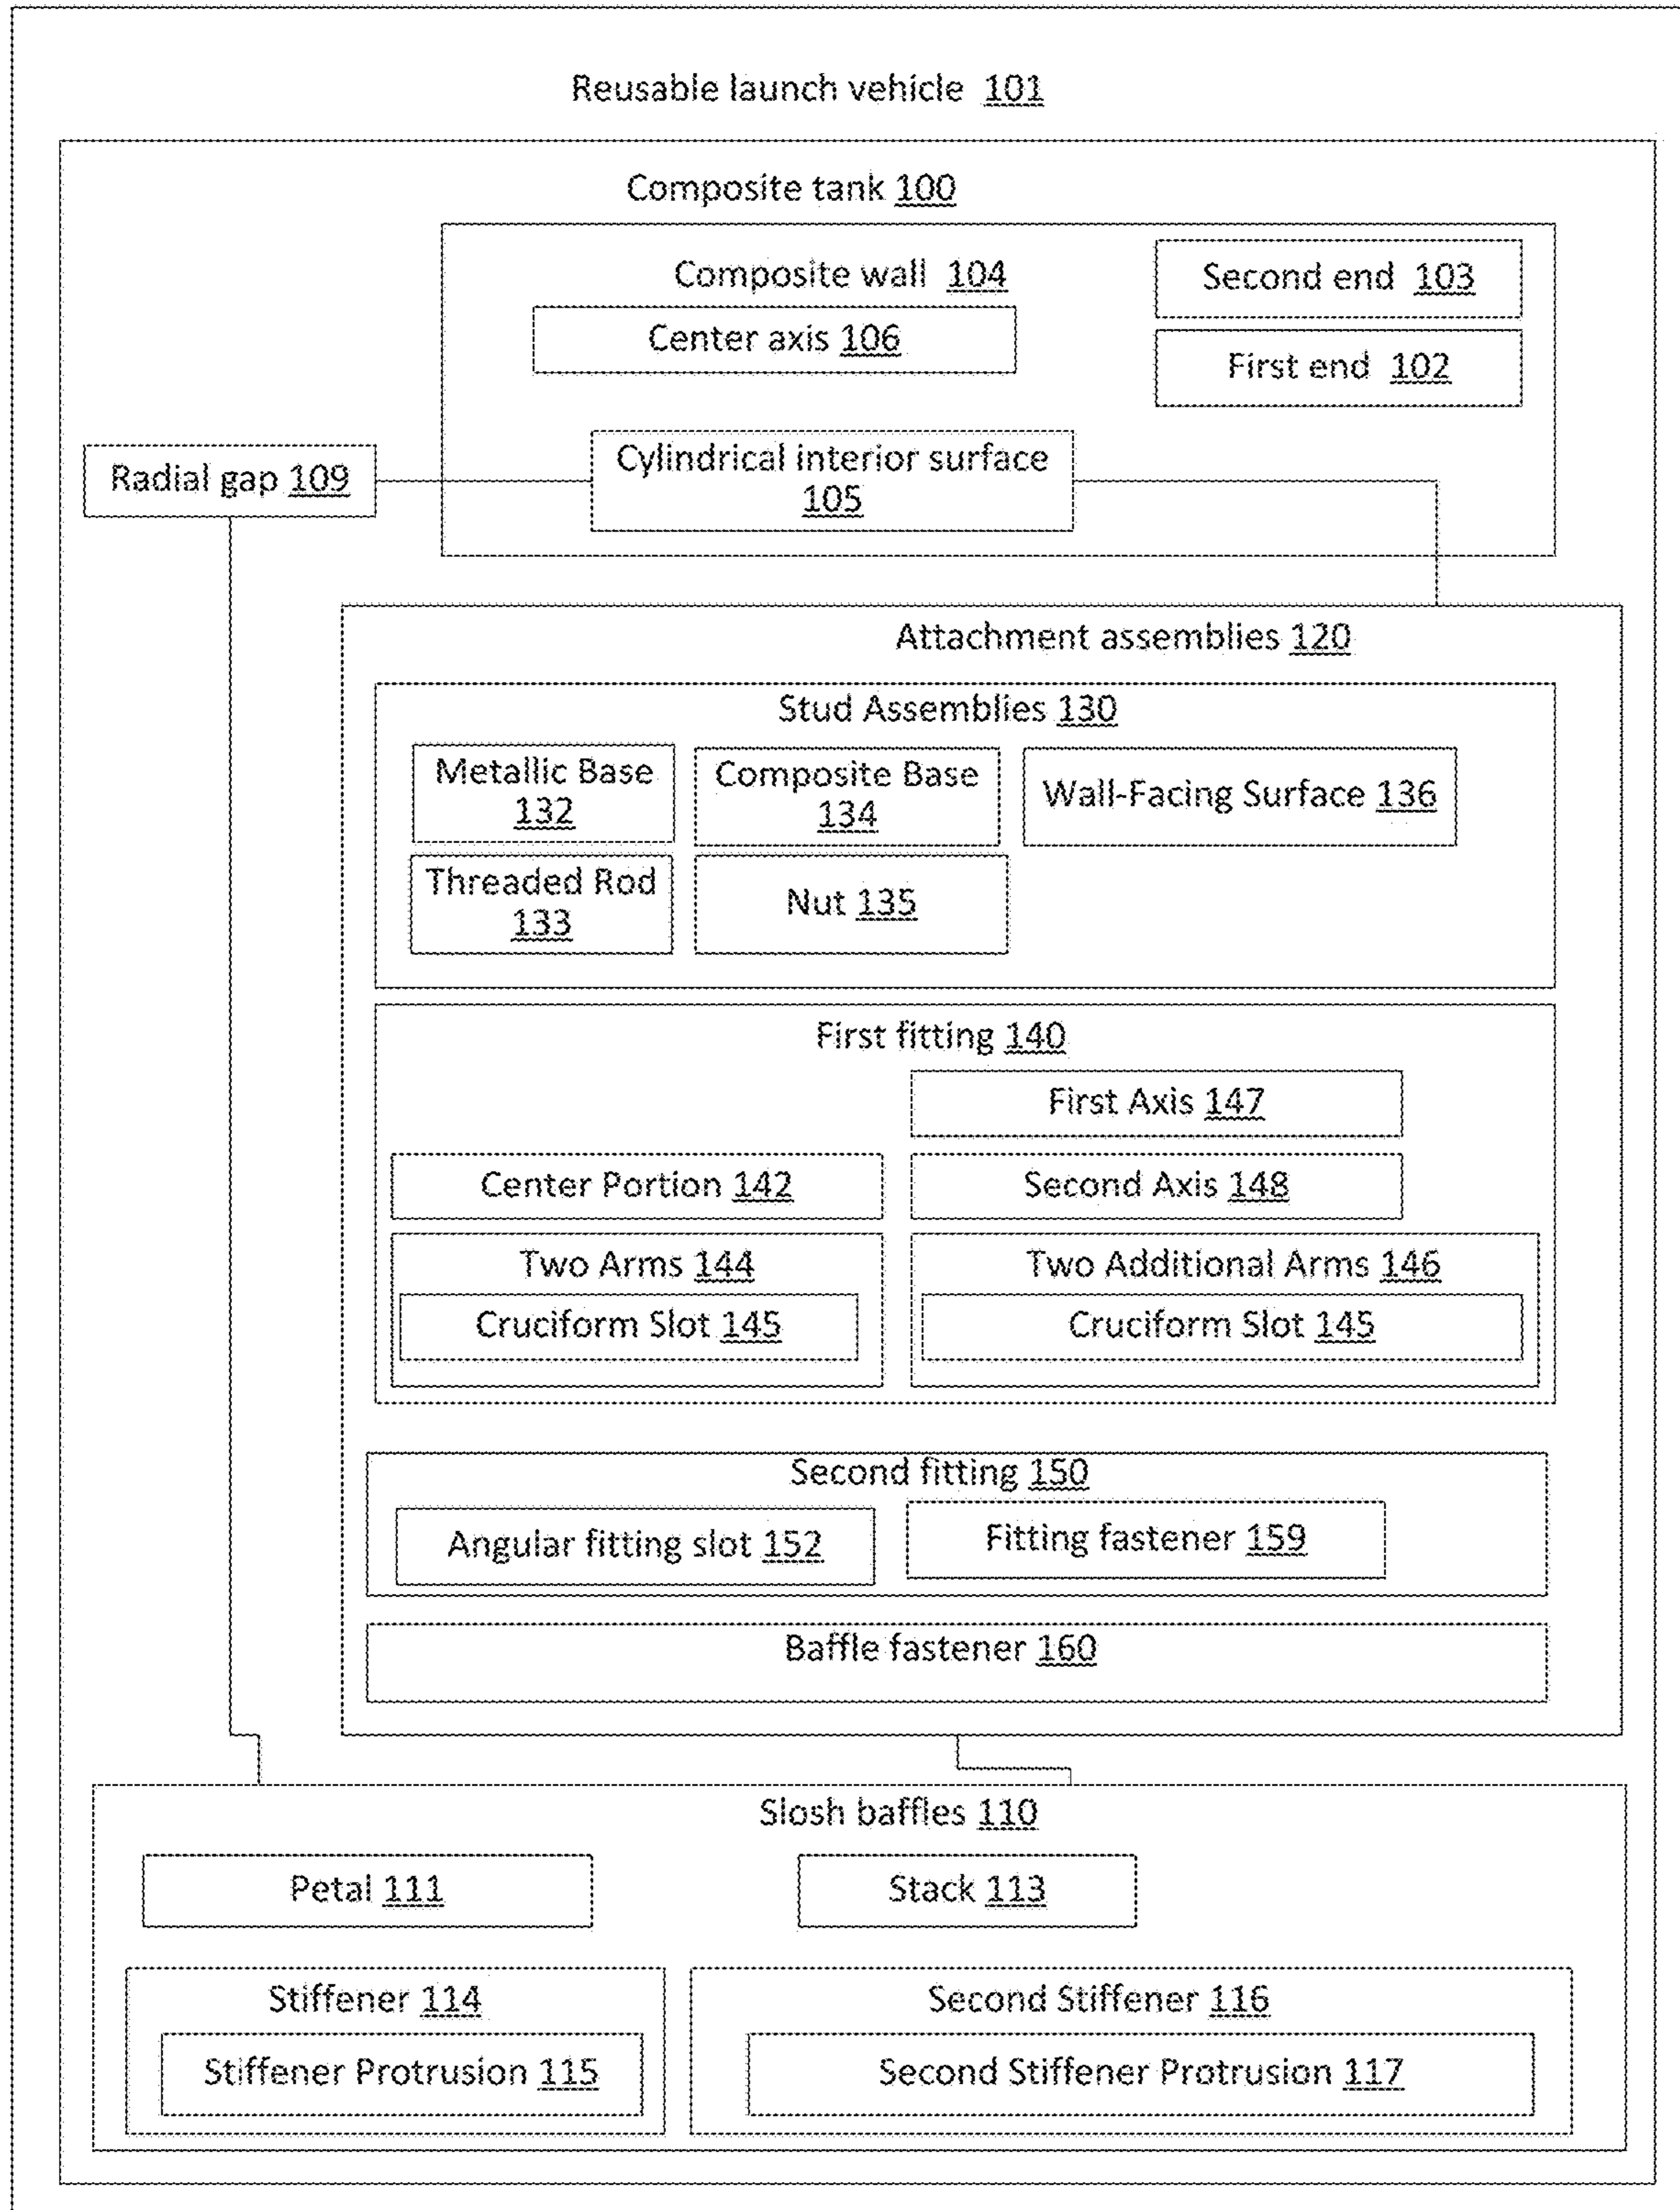 Reusable launch vehicle 101
Composite tank 100
Composite wall 104
Second end 103
Center axis 106
First end 102
Radial gap 109
Cylindrical interior surface
105
Attachment assemblies 120
Stud Assemblies 130
Metallic Base
132
Composite Base
134
Wall-Facing Surface 136
Threaded Rod
133
Nut 135
First fitting 140
First Axis 147
Center Portion 142
Second Axis 148
Two Arms 144
Cruciform Slot 145
Two Additional Arms 146
Cruciform Slot 145
Second fitting 150
Angular fitting slot 152
Fitting fastener 159
Baffle fastener 160
Slosh baffles 110
Petal 111
Stack 113
Stiffener 114
Stiffener Protrusion 115
Second Stiffener 116
Second Stiffener Protrusion 117